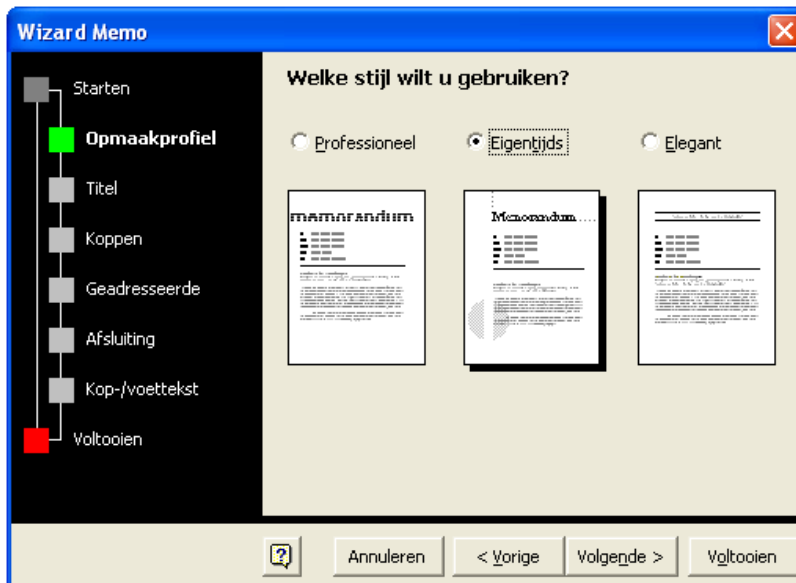 Wizard Memo
Starten
Opmaakprofiel
Titel
Koppen
Geadresseerde
Afsluiting
Kop-/voettekst
Voltooien
Welke stijl wilt u gebruiken?
Professioneel Eigentijds Elegant
memorandum Memorandum
Annuleren < Vorige Volgende > Voltooien